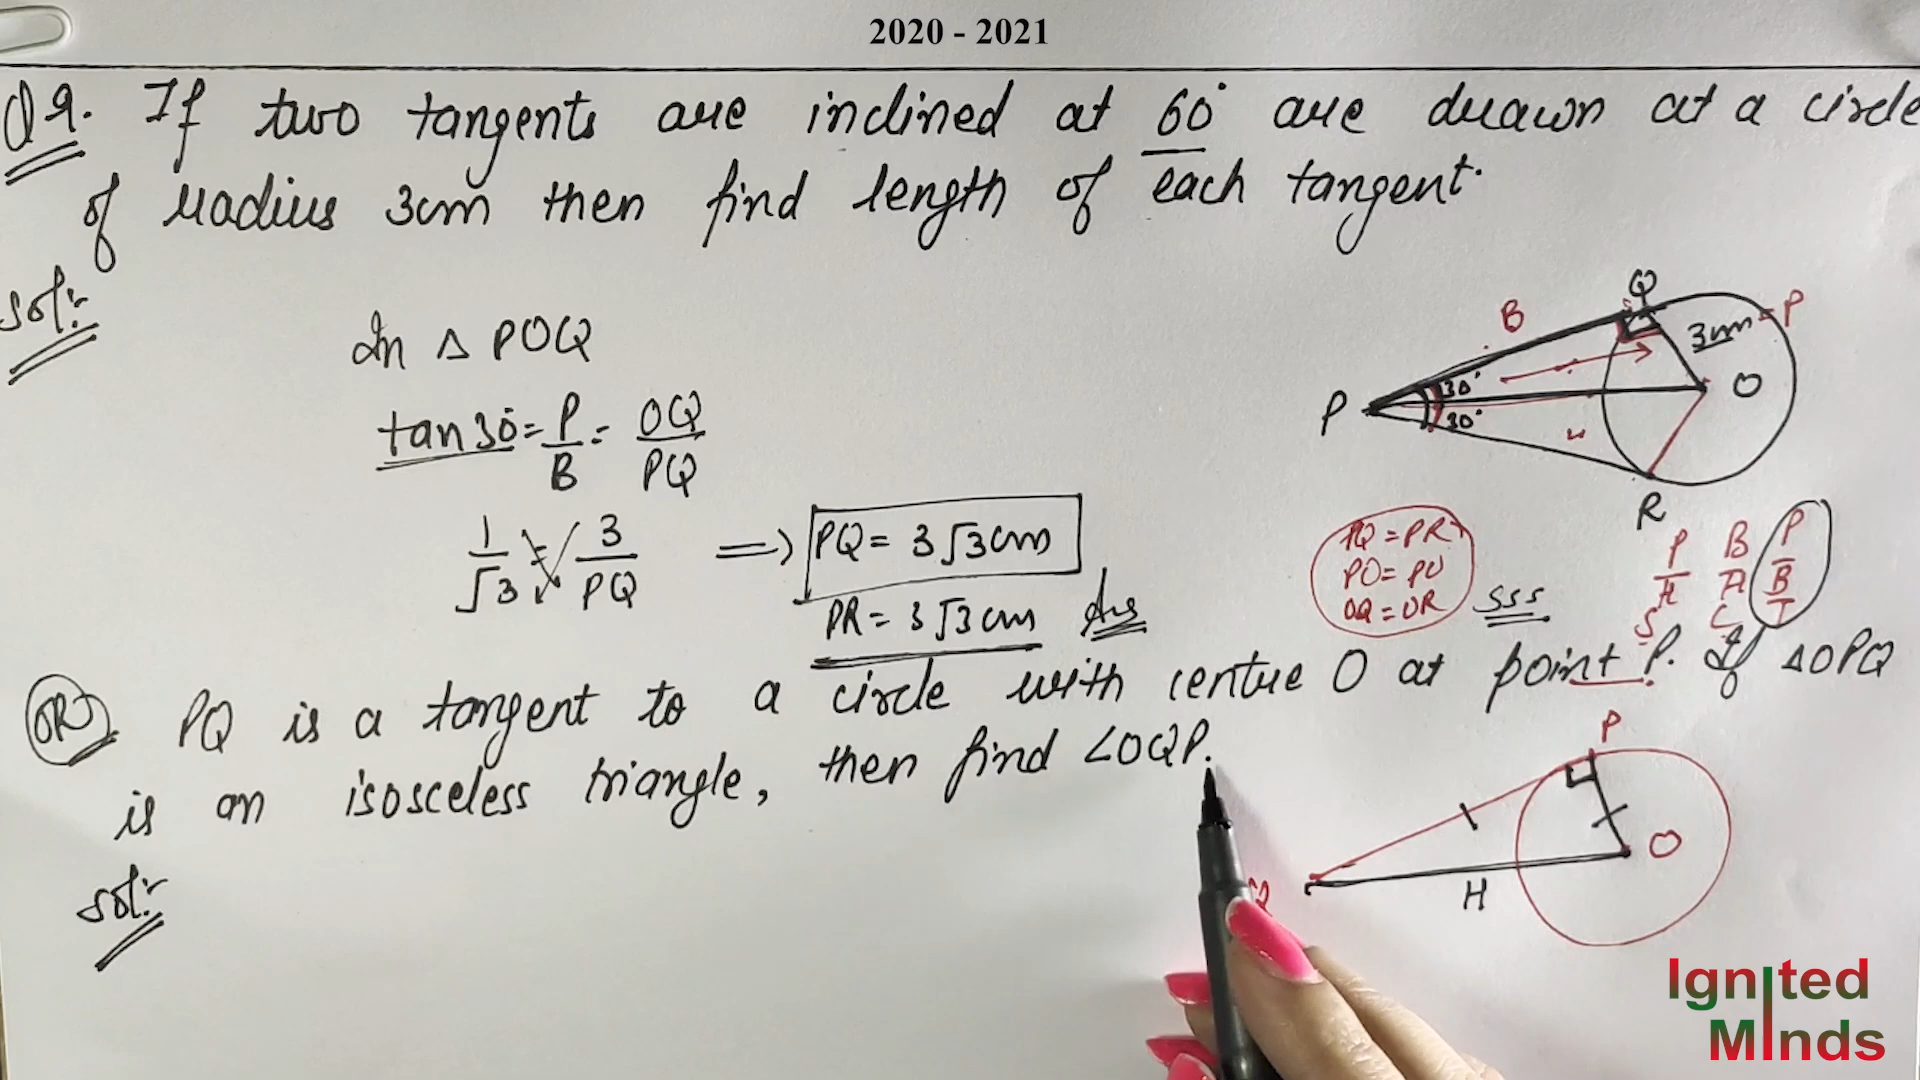 2020 - 2021
Q9. If two tangents are inclined at 60° are drawn at a circle
of radius 3cm then find length of each tangent.
Sol:-
In △ POQ
tan30° = P/B = OQ/PQ
1/√3 = 3/PQ => PQ = 3√3cm
PR = 3√3cm Ans
Q
B
3cm - P
30°
P
O
30°
R
PQ = PR
PO = PO
OQ = OR
SSS
P B P
H H B
S C T
(OR) PQ is a tangent to a circle with centre O at point P. If △OPQ
is an isosceless triangle, then find ∠OQP.
Sol:-
P
O
H
Q
Ignited
Minds